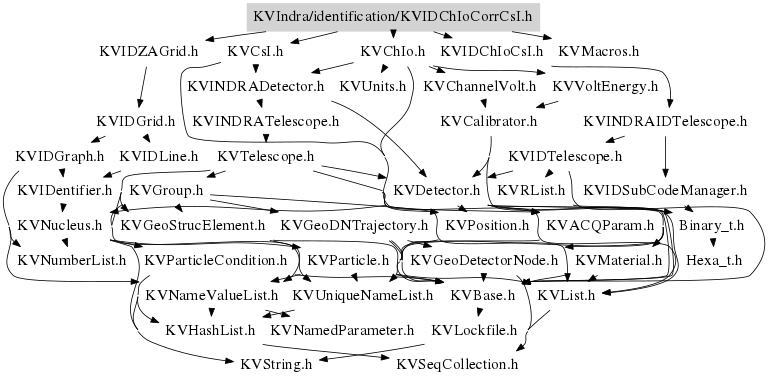 KVIndra/identification/KVIDChIoCorrCsI.h
KVIDZAGrid.h KVCsI.h KVChIo.h KVIDChIoCsI.h KVMacros.h
KVINDRADetector.h KVUnits.h KVChannelVolt.h KVVoltEnergy.h
KVIDGrid.h KVINDRATelescope.h KVCalibrator.h KVINDRAIDTelescope.h
KVIDGraph.h KVIDLine.h KVTelescope.h KVIDTelescope.h
KVIDentifier.h KVGroup.h KVDetector.h KVRList.h KVIDSubCodeManager.h
KVNucleus.h KVGeoStrucElement.h KVGeoDNTrajectory.h KVPosition.h KVACQParam.h Binary_t.h
KVNumberList.h KVParticleCondition.h KVParticle.h KVGeoDetectorNode.h KVMaterial.h Hexa_t.h
KVNameValueList.h KVUniqueNameList.h KVBase.h KVList.h
KVHashList.h KVNamedParameter.h KVLockfile.h
KVString.h KVSeqCollection.h